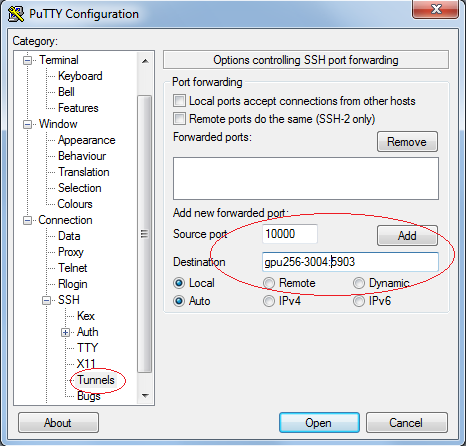 PuTTY Configuration
Category:
Terminal
Keyboard
Bell
Features
Window
Appearance
Behaviour
Translation
Selection
Colours
Connection
Data
Proxy
Telnet
Rlogin
SSH
Kex
Auth
TTY
X11
Tunnels
Bugs
Options controlling SSH port forwarding
Port forwarding
Local ports accept connections from other hosts
Remote ports do the same (SSH-2 only)
Forwarded ports:
Remove
Add new forwarded port:
Source port 10000 Add
Destination gpu256-3004:5903
Local Remote Dynamic
Auto IPv4 IPv6
About Open Cancel